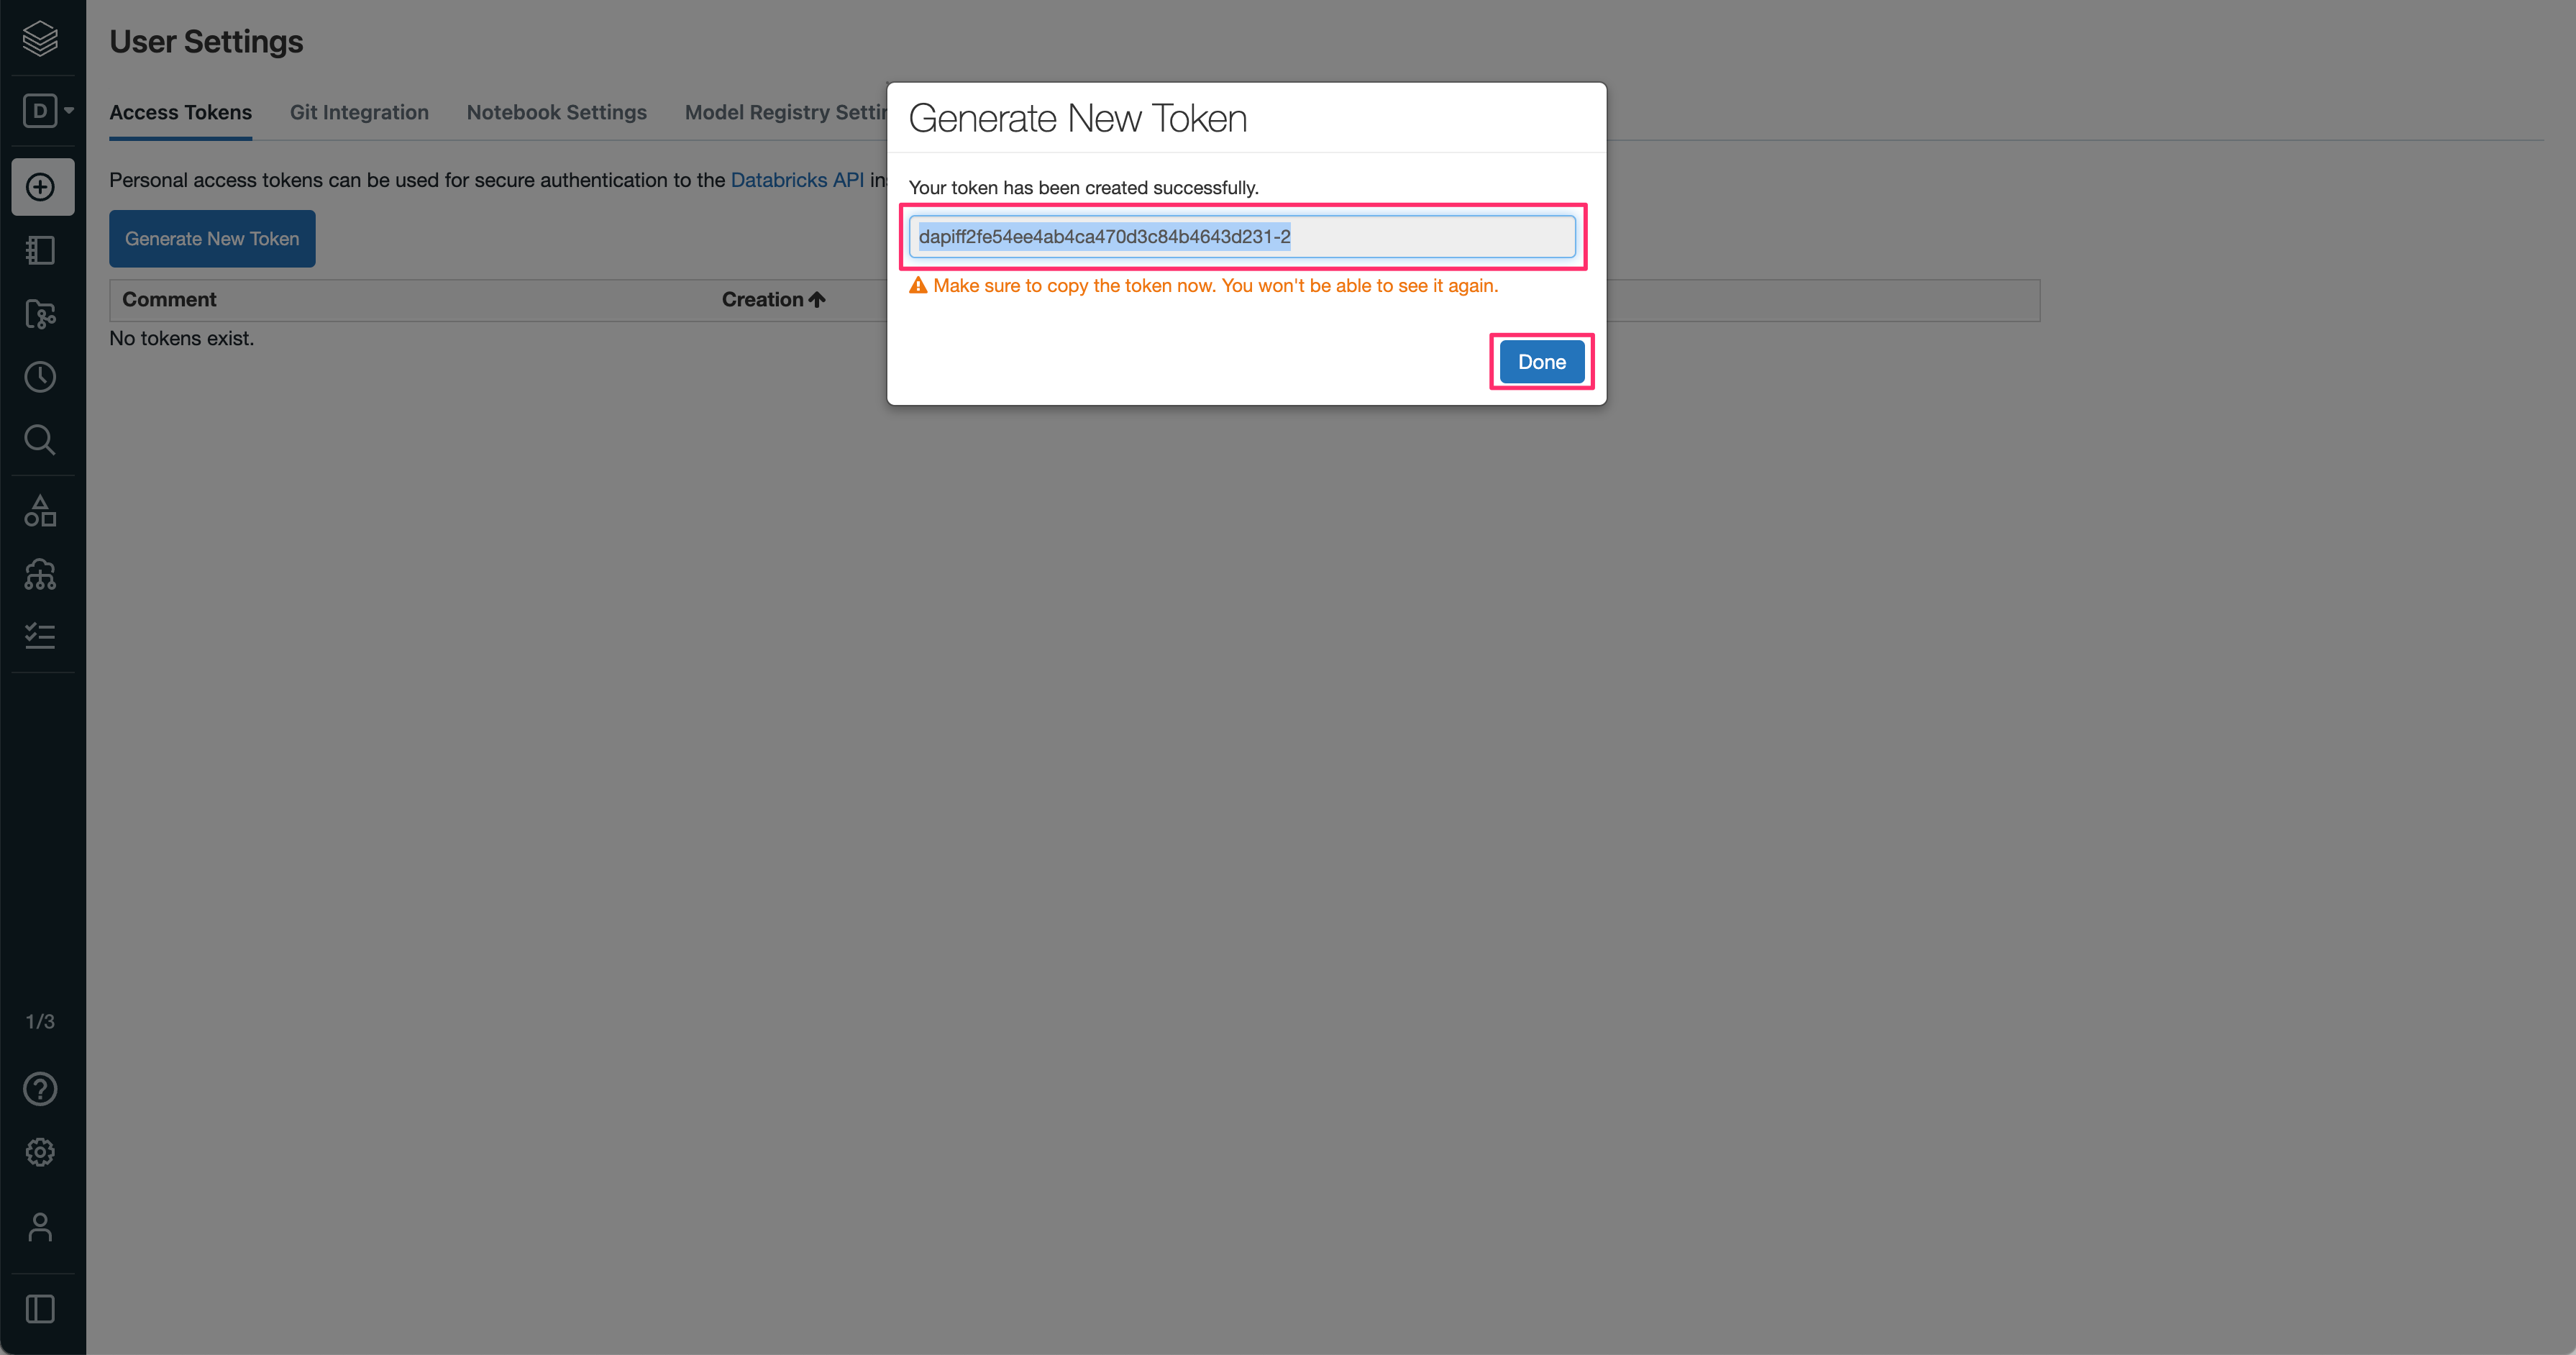 User Settings
D
Access Tokens Git Integration Notebook Settings Model Registry
Personal access tokens can be used for secure authentication to the Databricks API
Generate New Token
Comment Creation
No tokens exist.
1/3
Generate New Token
Your token has been created successfully.
dapiff2fe54ee4ab4ca470d3c84b4643d231-2
Make sure to copy the token now. You won't be able to see it again.
Done